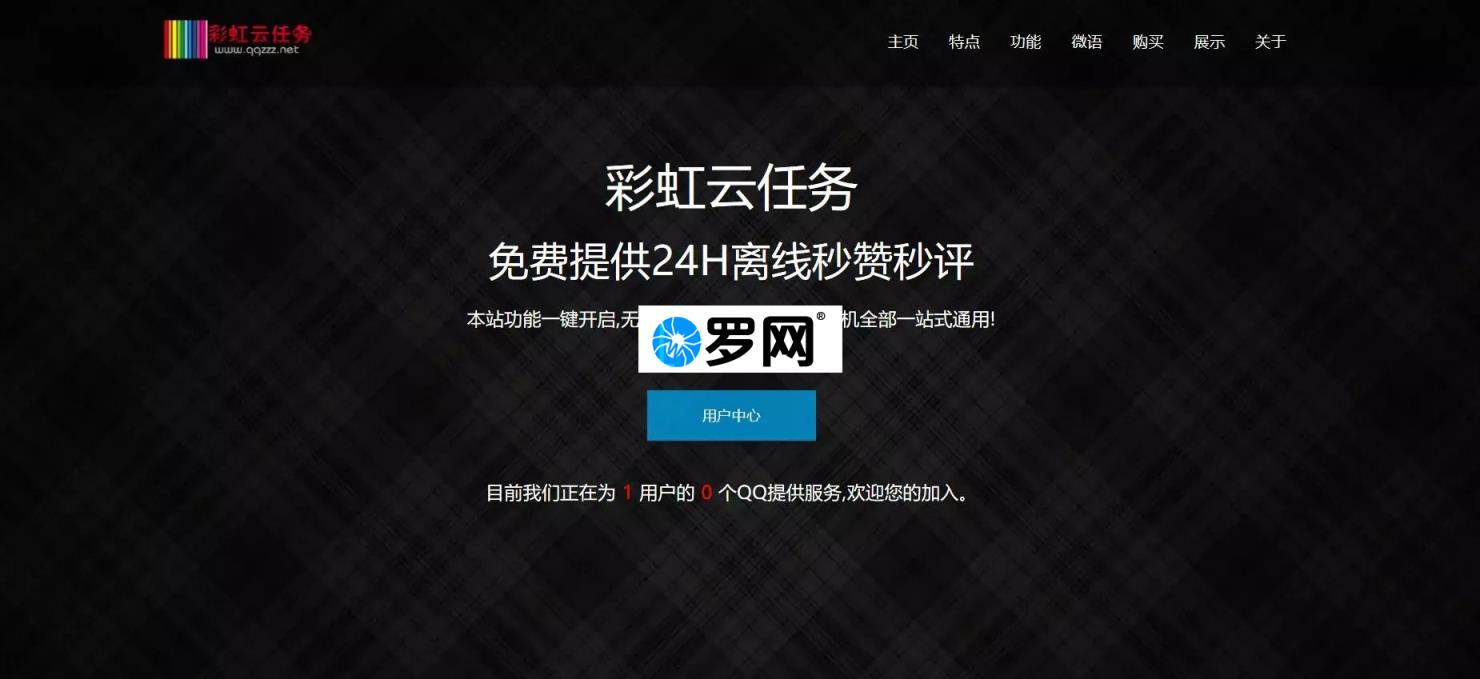 彩虹云任务
www.qqzzz.net
主页 特点 功能 微语 购买 展示 关于
彩虹云任务
免费提供24H离线秒赞秒评
本站功能一键开启,无
机全部一站式通用!
罗网®
用户中心
目前我们正在为 1 用户的 0 个QQ提供服务,欢迎您的加入。